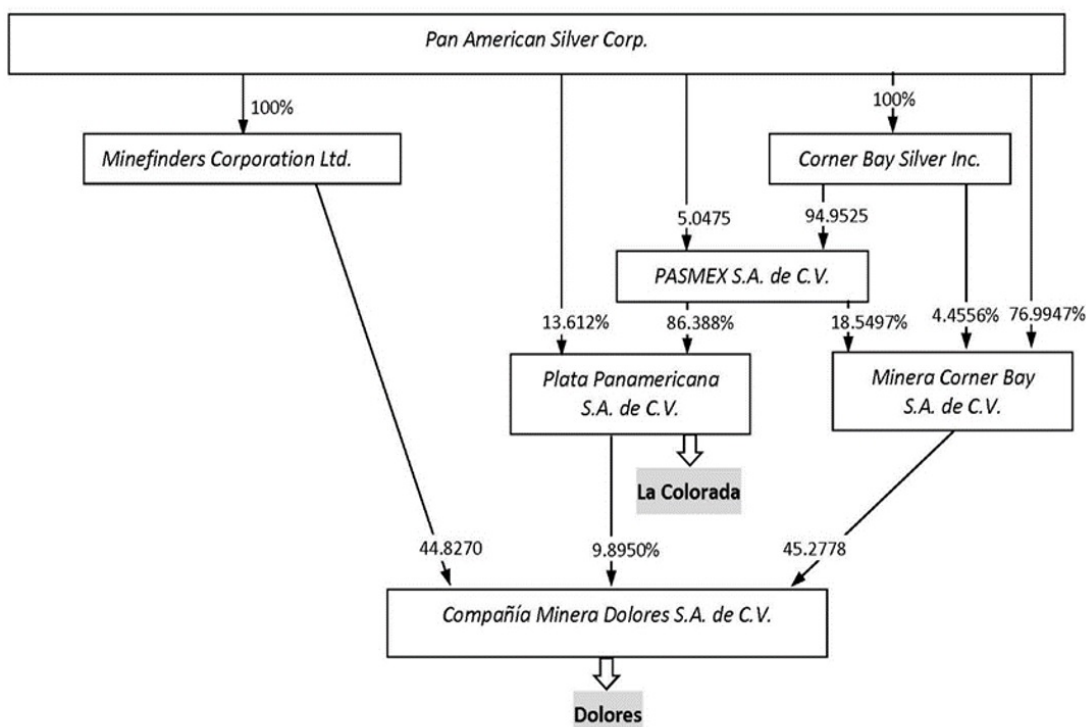 Pan American Silver Corp.
100%
100%
Minefinders Corporation Ltd.
Corner Bay Silver Inc.
5.0475
94.9525
PASMEX S.A. de C.V.
13.612%
86.388%
18.5497%
4.4556%
76.9947%
Plata Panamericana
S.A. de C.V.
Minera Corner Bay
S.A. de C.V.
La Colorada
44.8270
9.8950%
45.2778
Compañía Minera Dolores S.A. de C.V.
Dolores